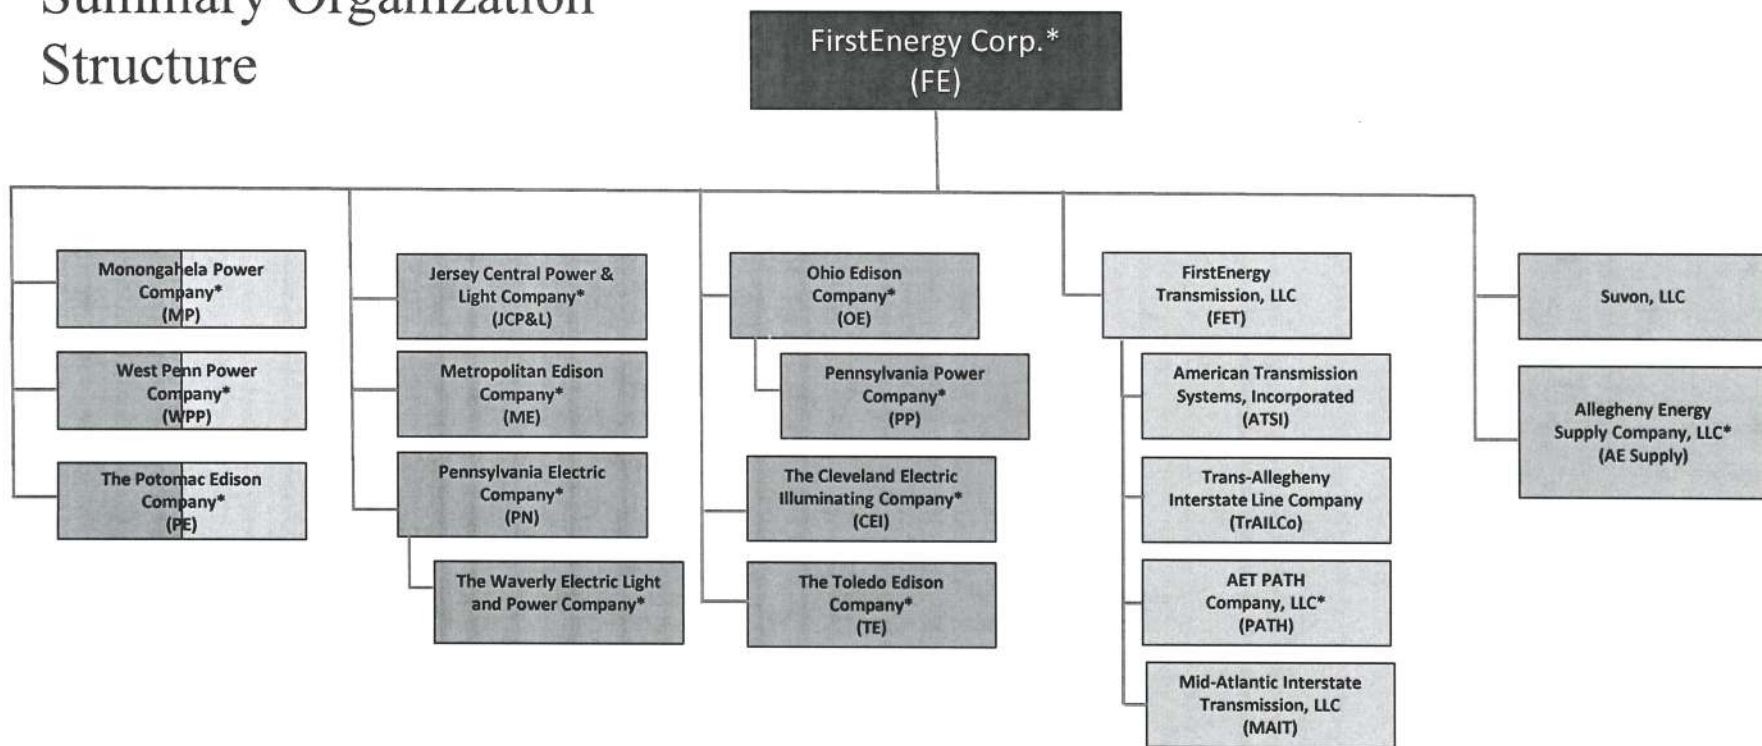 Summary Organization
Structure
FirstEnergy Corp.*
(FE)
Monongahela Power
Company*
(MP)
West Penn Power
Company*
(WPP)
The Potomac Edison
Company*
(PE)
Jersey Central Power &
Light Company*
(JCP&L)
Metropolitan Edison
Company*
(ME)
Pennsylvania Electric
Company*
(PN)
The Waverly Electric Light
and Power Company*
Ohio Edison
Company*
(OE)
Pennsylvania Power
Company*
(PP)
The Cleveland Electric
Illuminating Company*
(CEI)
The Toledo Edison
Company*
(TE)
FirstEnergy
Transmission, LLC
(FET)
American Transmission
Systems, Incorporated
(ATSI)
Trans-Allegheny
Interstate Line Company
(TrAILCo)
AET PATH
Company, LLC*
(PATH)
Mid-Atlantic Interstate
Transmission, LLC
(MAIT)
Suvon, LLC
Allegheny Energy
Supply Company, LLC*
(AE Supply)